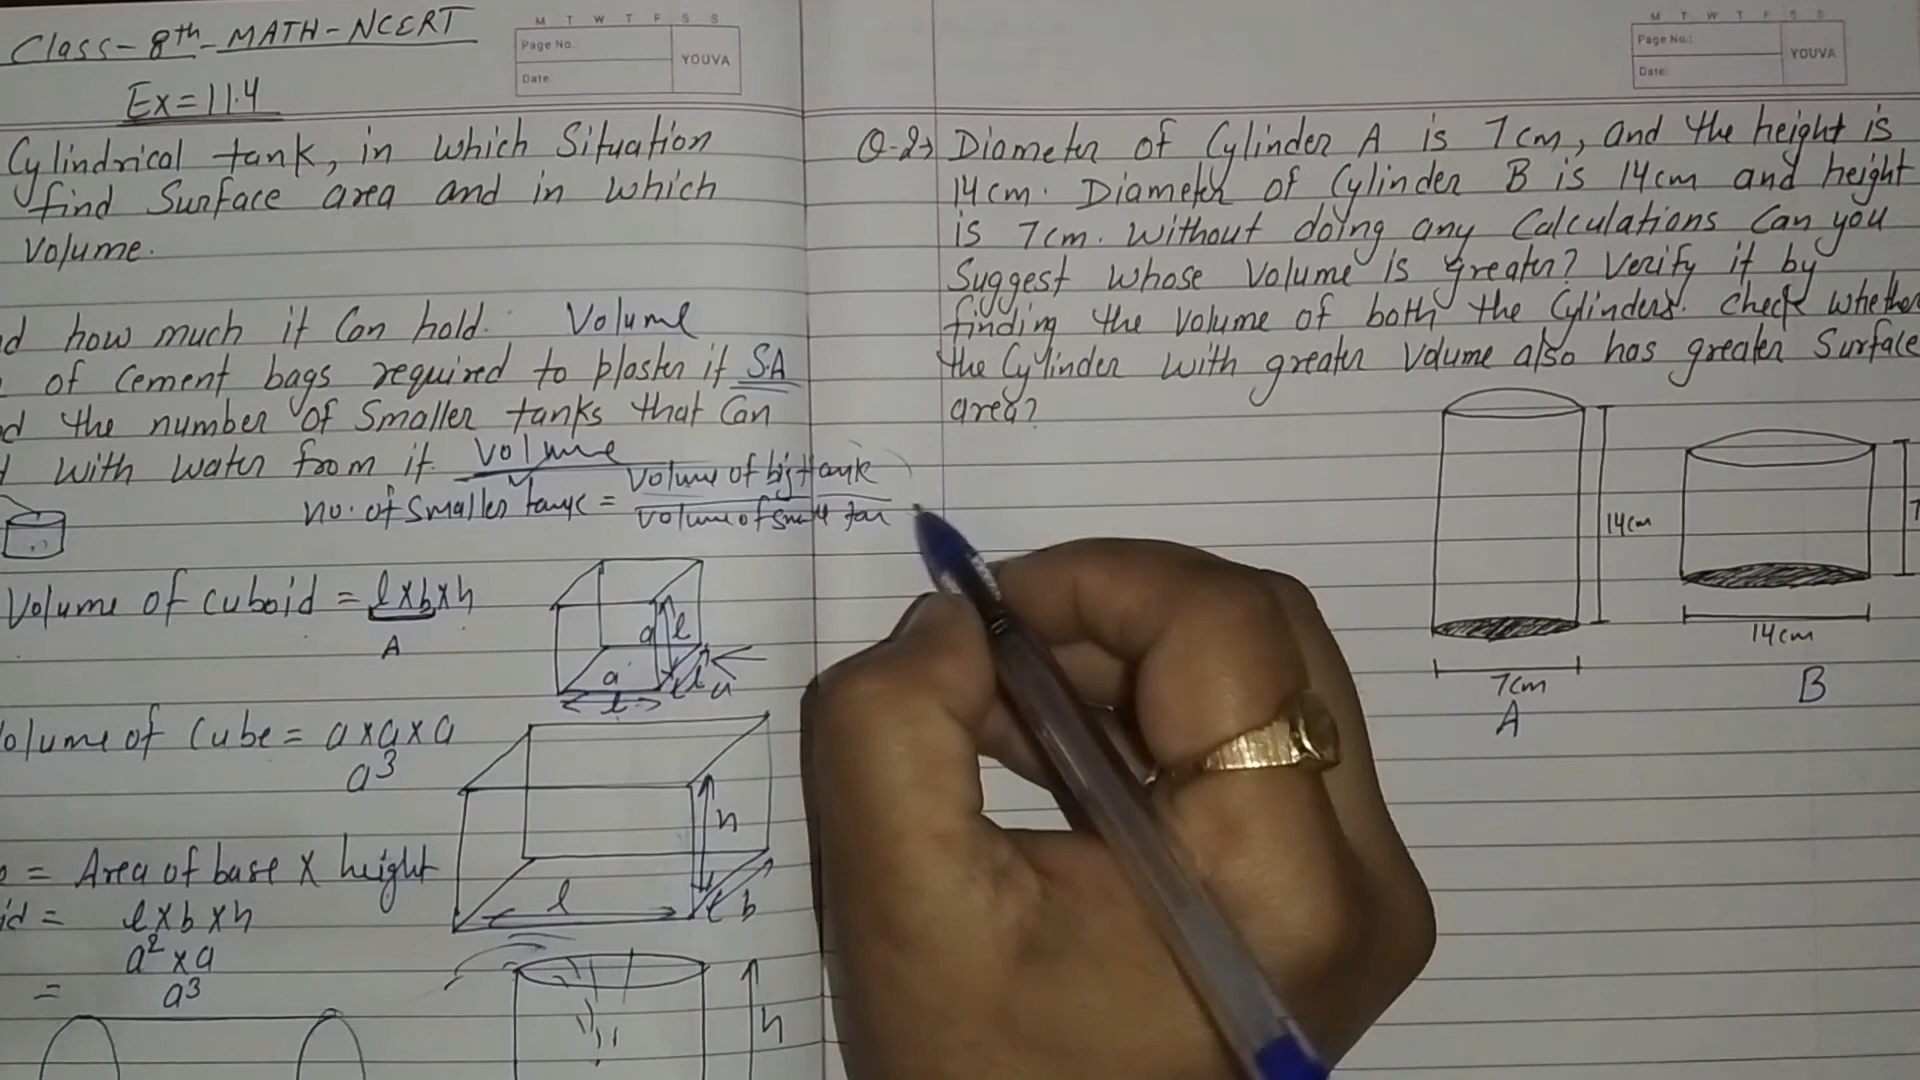 Class-8th-MATH-NCERT
Ex=11.4
M T W T F S S
Page No.:
YOUVA
Date:
Cylindrical tank, in which Situation
find Surface area and in which
Volume.
how much it Can hold. Volume
of Cement bags required to plaster it S.A
the number of Smaller tanks that Can
With water from it. Volume
no. of Smaller tank = Volume of big tank
Volume of small tan
Volume of cuboid = l×b×h
A
a
a l
l
a
l
olume of Cube = a×a×a
a³
h
l
b
= Area of base × height
id = l×b×h
a²×a
= a³
h
M T W T F S S
Page No.:
YOUVA
Date:
Q-2→ Diameter of Cylinder A is 7cm, and the height is
14cm. Diameter of Cylinder B is 14cm and height
is 7cm. Without doing any Calculations Can you
Suggest whose Volume is greater? Verify it by
finding the Volume of both the Cylinders. Check whether
the Cylinder with greater Volume also has greater Surface
area?
14cm
7
7cm
14cm
A
B